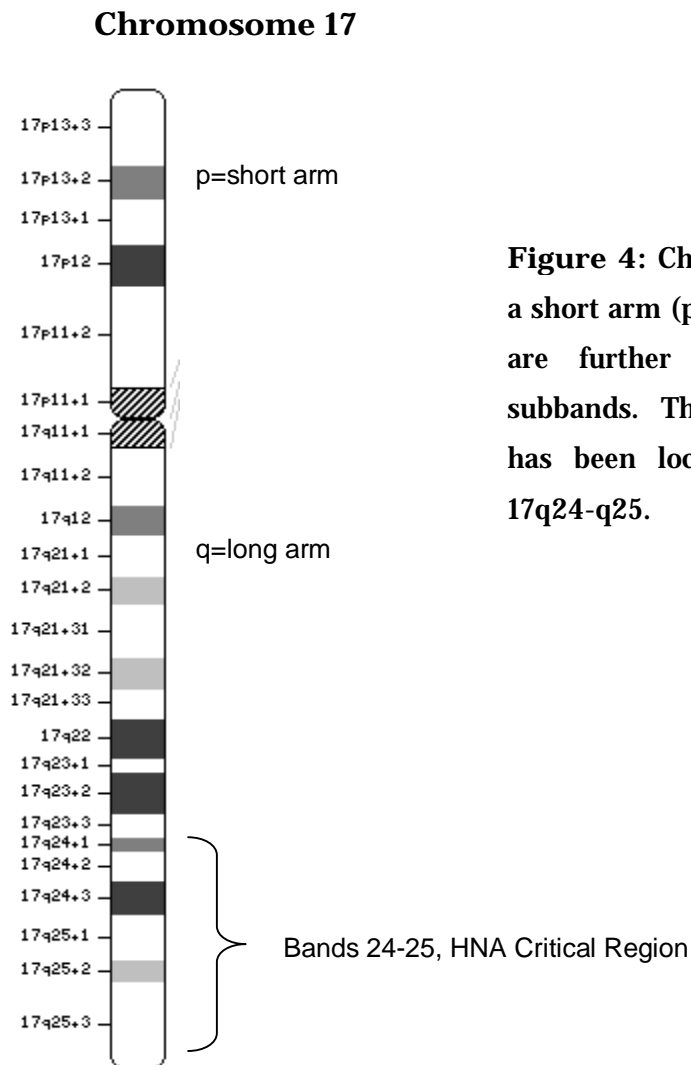 Chromosome 17
17p13+3
17p13+2
p=short arm
17p13+1
17p12
17p11+2
17p11+1
17q11+1
17q11+2
17q12
17q21+1
q=long arm
17q21+2
17q21+31
17q21+32
17q21+33
17q22
17q23+1
17q23+2
17q23+3
17q24+1
17q24+2
17q24+3
17q25+1
17q25+2
17q25+3
Bands 24-25, HNA Critical Region
Figure 4: Ch
a short arm (p
are further
subbands. Th
has been loc
17q24-q25.